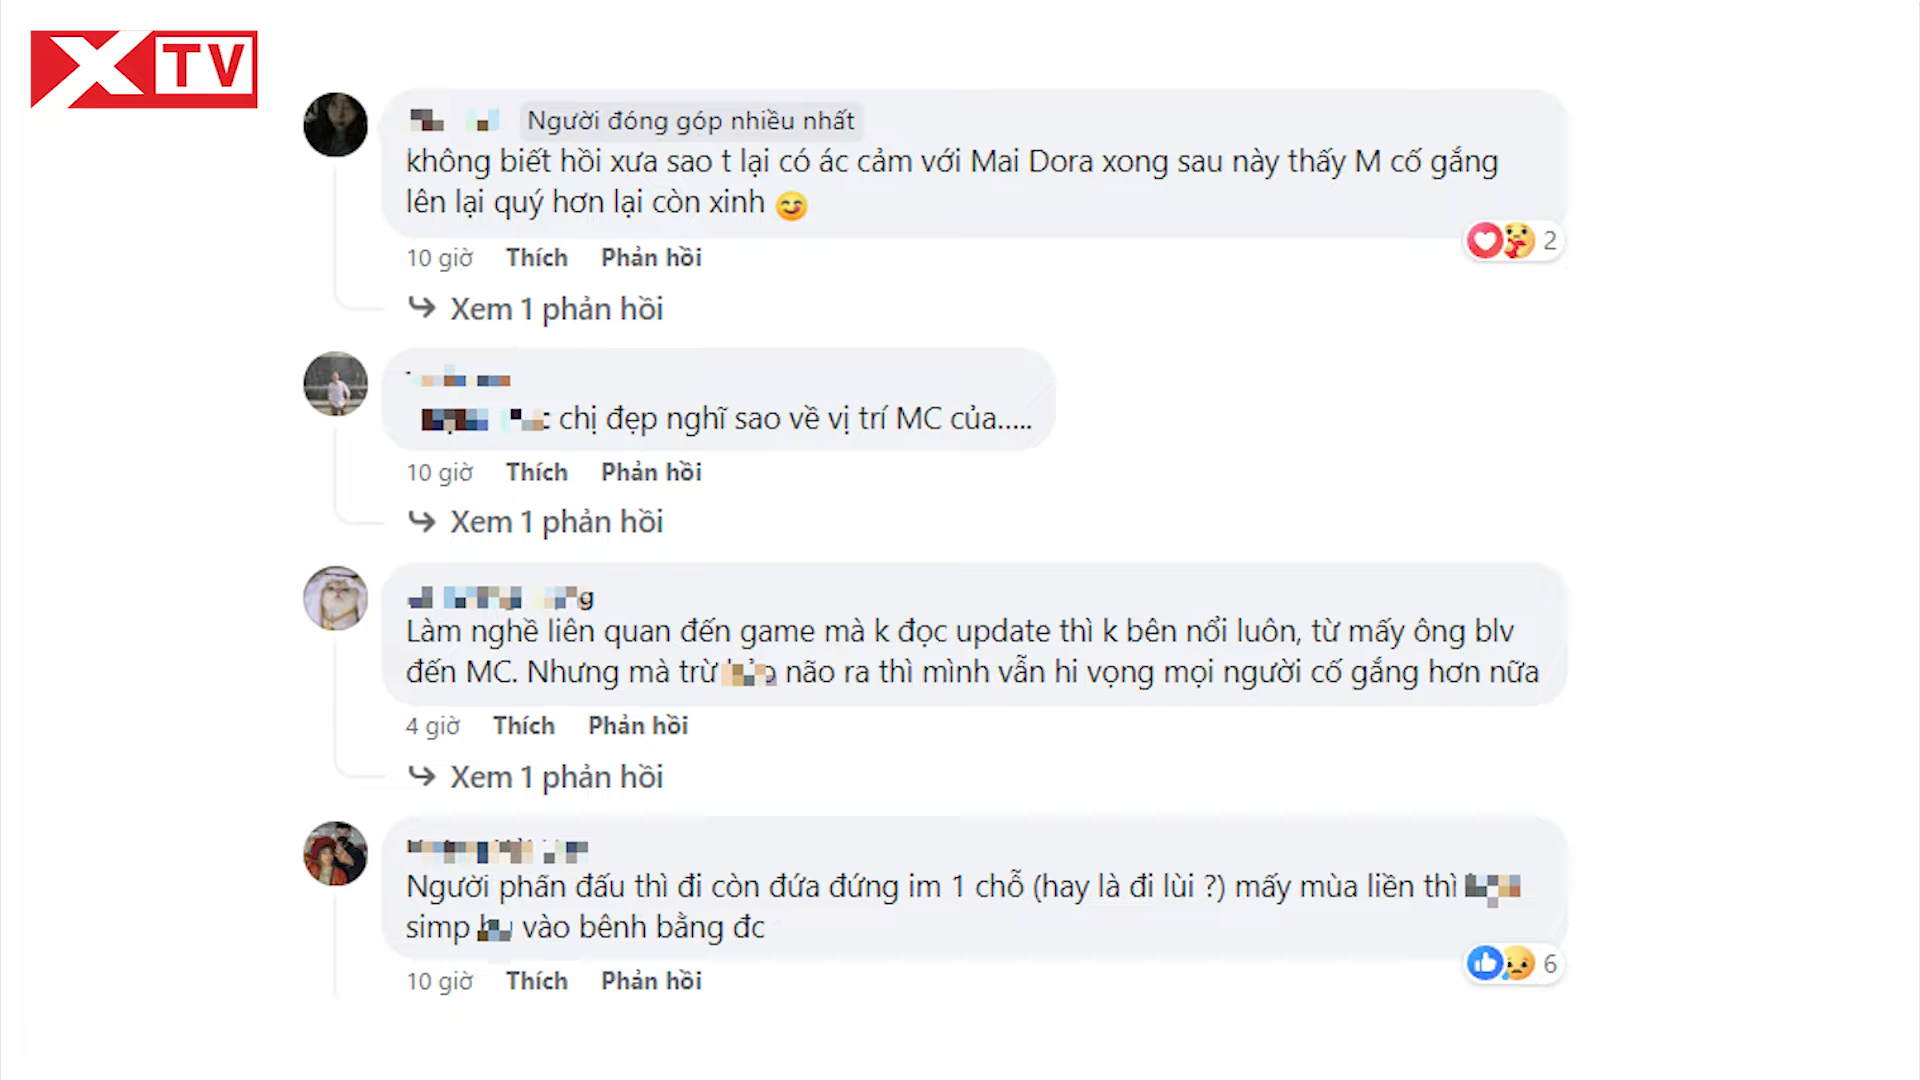 XTV
Người đóng góp nhiều nhất
không biết hồi xưa sao t lại có ác cảm với Mai Dora xong sau này thấy M cố gắng
lên lại quý hơn lại còn xinh 😋
10 giờ Thích Phản hồi
2
Xem 1 phản hồi
chị đẹp nghĩ sao về vị trí MC của.....
10 giờ Thích Phản hồi
Xem 1 phản hồi
Làm nghề liên quan đến game mà k đọc update thì k bên nổi luôn, từ mấy ông blv
đến MC. Nhưng mà trừ não ra thì mình vẫn hi vọng mọi người cố gắng hơn nữa
4 giờ Thích Phản hồi
Xem 1 phản hồi
Người phấn đấu thì đi còn đứa đứng im 1 chỗ (hay là đi lùi ?) mấy mùa liền thì
simp vào bênh bằng đc
10 giờ Thích Phản hồi
6